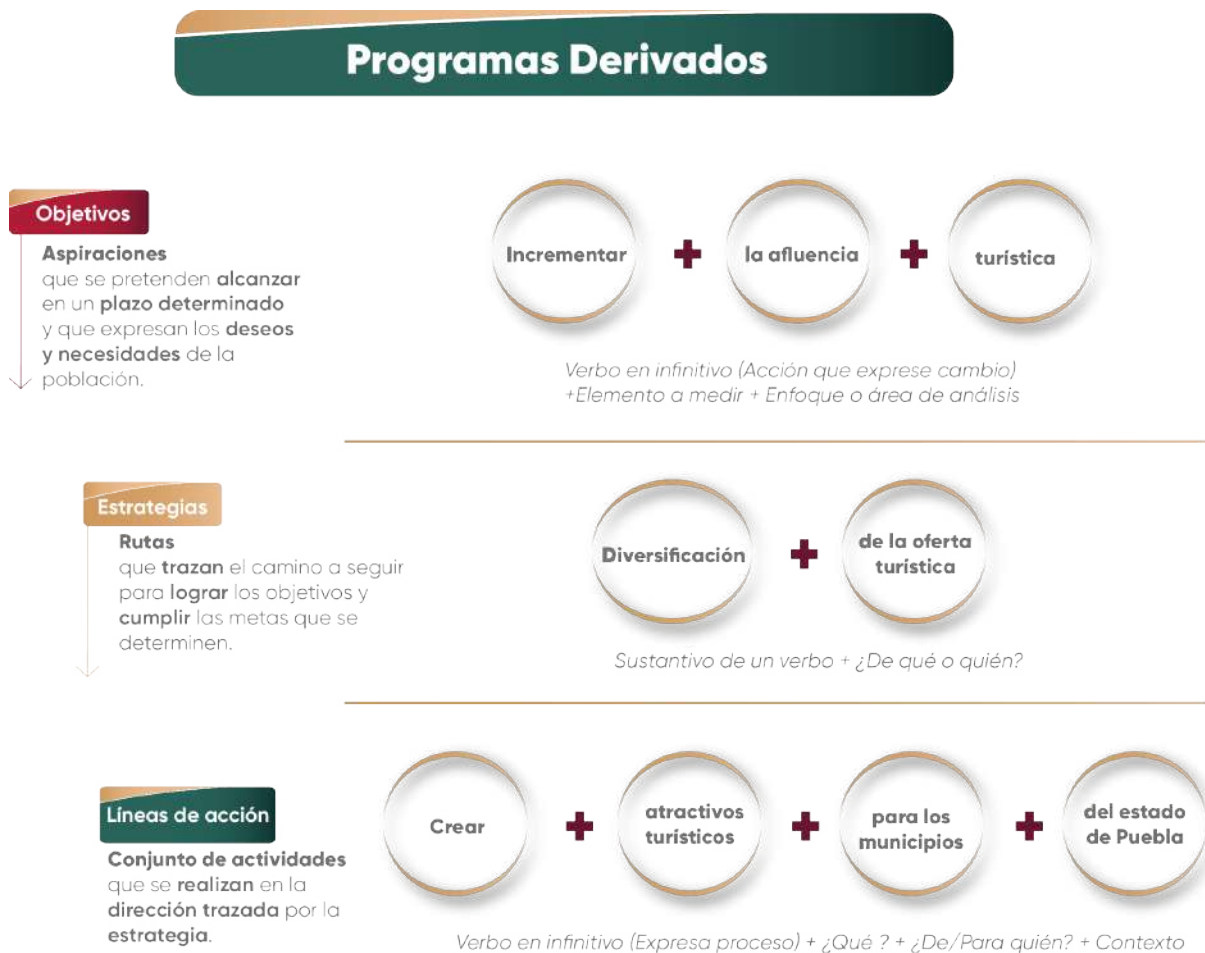 Programas Derivados
Objetivos
Aspiraciones
que se pretenden alcanzar
en un plazo determinado
y que expresan los deseos
y necesidades de la
población.
Incrementar + la afluencia + turística
Verbo en infinitivo (Acción que exprese cambio)
+Elemento a medir + Enfoque o área de análisis
Estrategias
Rutas
que trazan el camino a seguir
para lograr los objetivos y
cumplir las metas que se
determinen.
Diversificación + de la oferta
turística
Sustantivo de un verbo + ¿De qué o quién?
Líneas de acción
Conjunto de actividades
que se realizan en la
dirección trazada por la
estrategia.
Crear + atractivos
turísticos + para los
municipios + del estado
de Puebla
Verbo en infinitivo (Expresa proceso) + ¿Qué ? + ¿De/Para quién? + Contexto